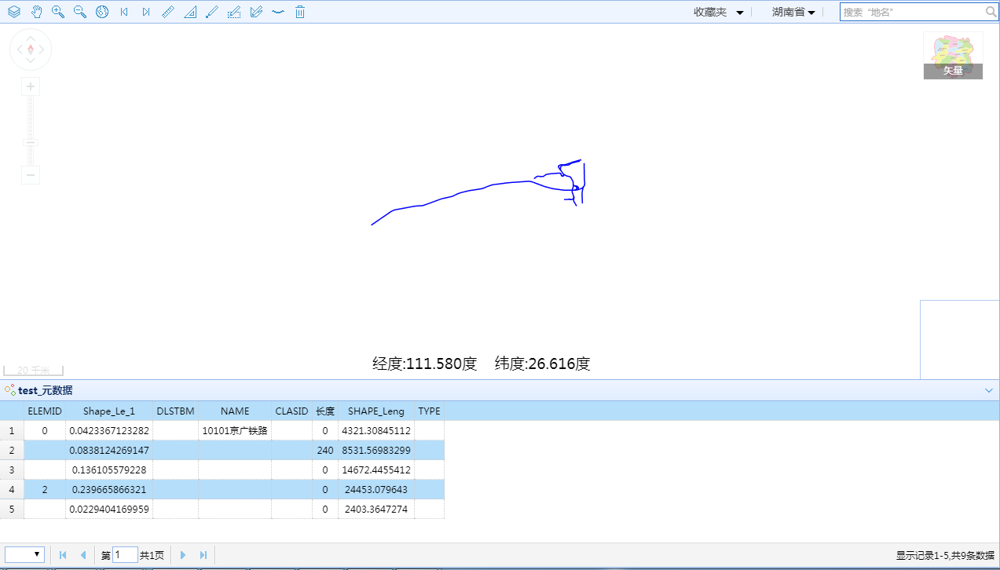 收藏夹 湖南省 搜索 "地名"
矢量
20 千米
经度:111.580度 纬度:26.616度
test_元数据
ELEMID Shape_Le_1 DLSTBM NAME CLASID 长度 SHAPE_Leng TYPE
1 0 0.0423367123282 10101京广铁路 0 4321.30845112
2 0.0838124269147 240 8531.56983299
3 0.136105579228 0 14672.4455412
4 2 0.239665866321 0 24453.079643
5 0.0229404169959 0 2403.3647274
第 1 共1页 显示记录1-5,共9条数据